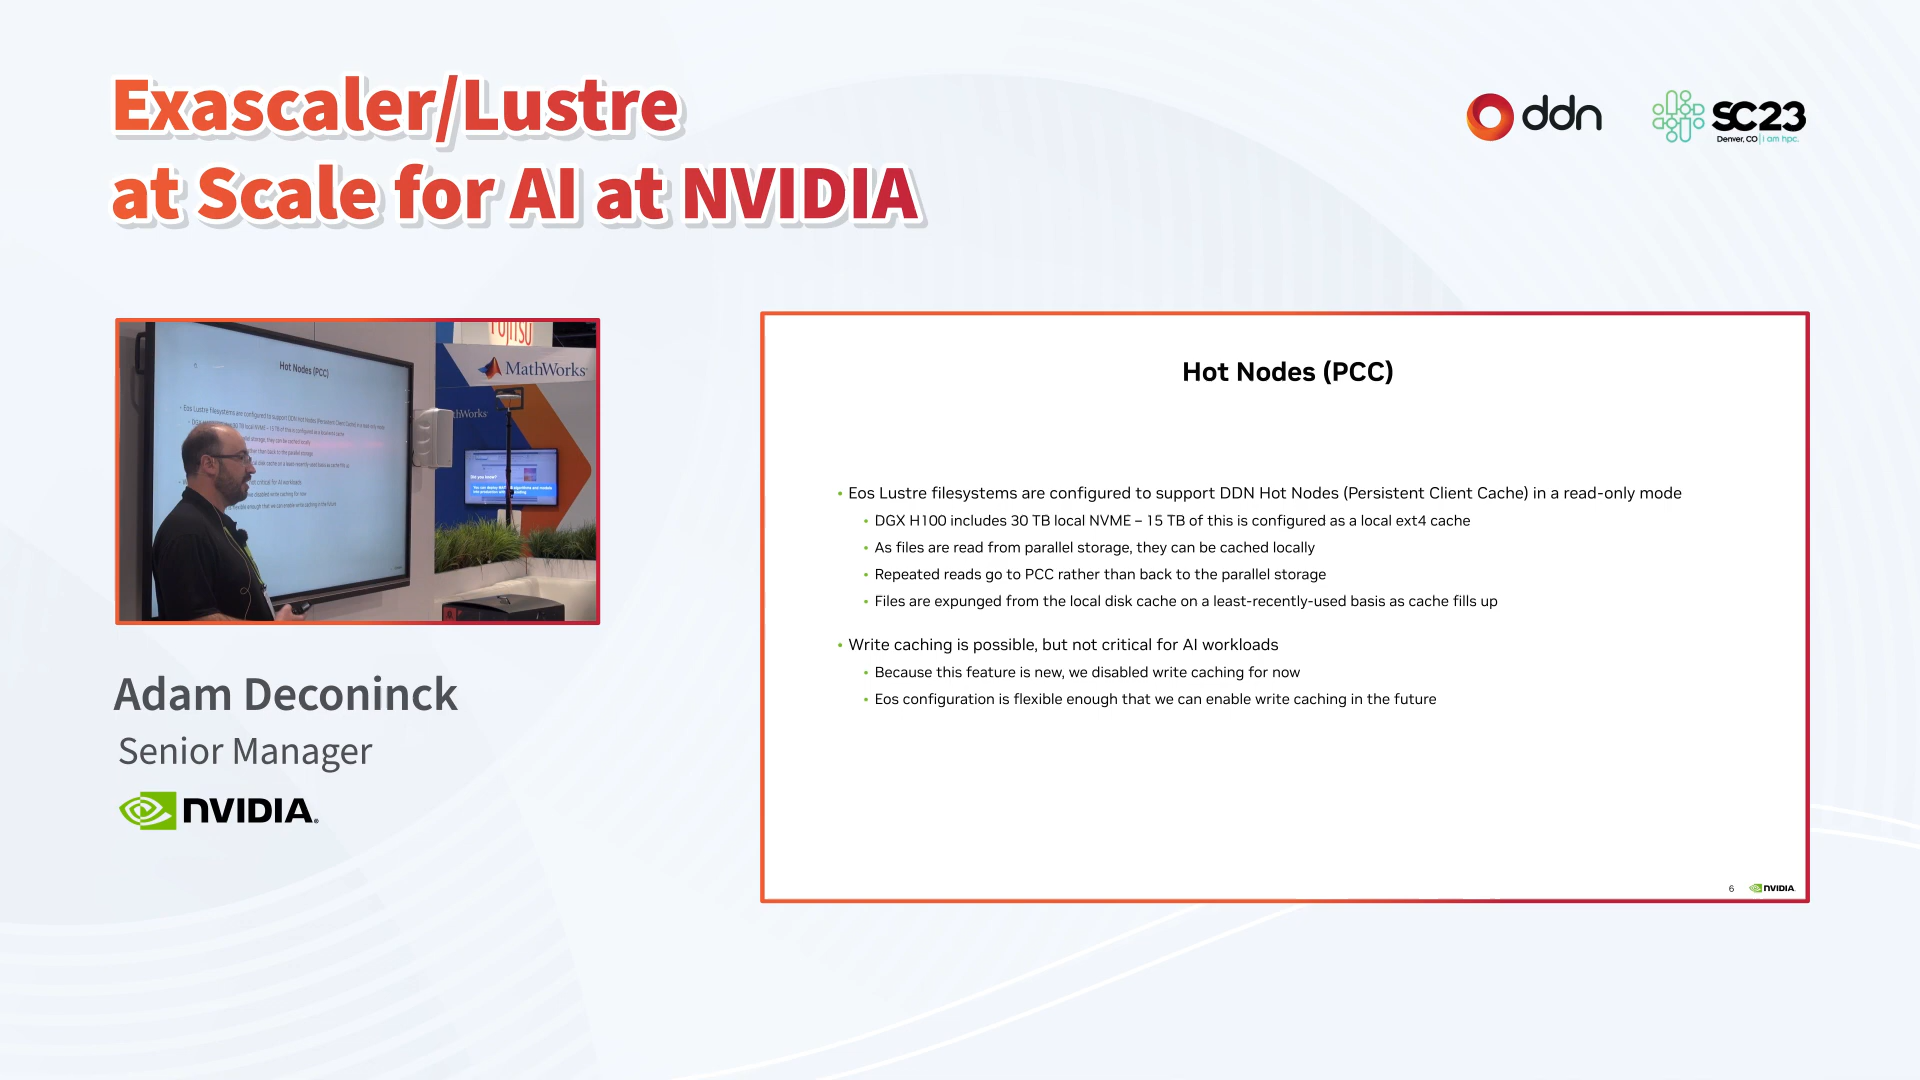 Exascaler/Lustre
at Scale for AI at NVIDIA
ddn
SC23
Denver, CO | i am hpc.
FUJITSU
MathWorks
thWorks
Hot Nodes (PCC)
Did you know?
Adam Deconinck
Senior Manager
NVIDIA
Hot Nodes (PCC)
• Eos Lustre filesystems are configured to support DDN Hot Nodes (Persistent Client Cache) in a read-only mode
• DGX H100 includes 30 TB local NVME – 15 TB of this is configured as a local ext4 cache
• As files are read from parallel storage, they can be cached locally
• Repeated reads go to PCC rather than back to the parallel storage
• Files are expunged from the local disk cache on a least-recently-used basis as cache fills up
• Write caching is possible, but not critical for AI workloads
• Because this feature is new, we disabled write caching for now
• Eos configuration is flexible enough that we can enable write caching in the future
6
NVIDIA